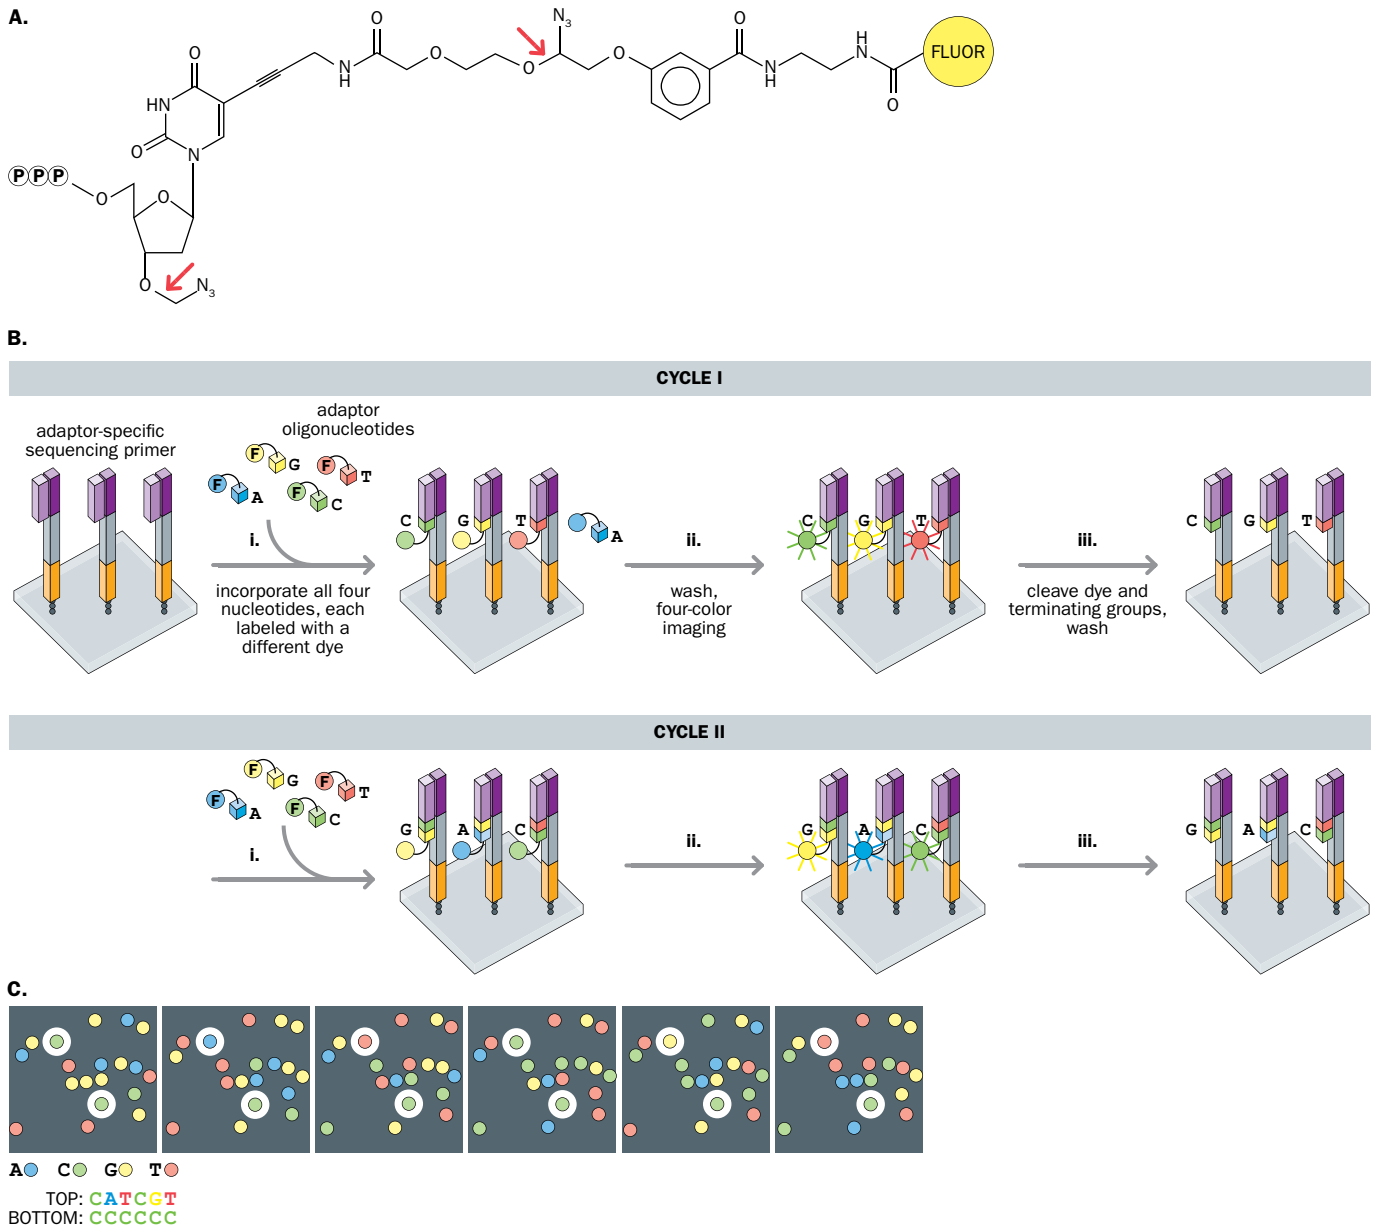 A.
N3
O
O
O
O
O
O
H
N
FLUOR
O
N
H
N
H
O
HN
O
N
PPP
O
O
O
N3
B.
CYCLE I
adaptor-specific
sequencing primer
adaptor
oligonucleotides
F G
F T
F A
F C
i.
incorporate all four
nucleotides, each
labeled with a
different dye
C G T
A
ii.
wash,
four-color
imaging
C G T
iii.
cleave dye and
terminating groups,
wash
C G T
CYCLE II
F G
F T
F A
F C
i.
G A C
ii.
G A C
iii.
G A C
C.
A C G T
TOP: CATCGT
BOTTOM: CCCCCC